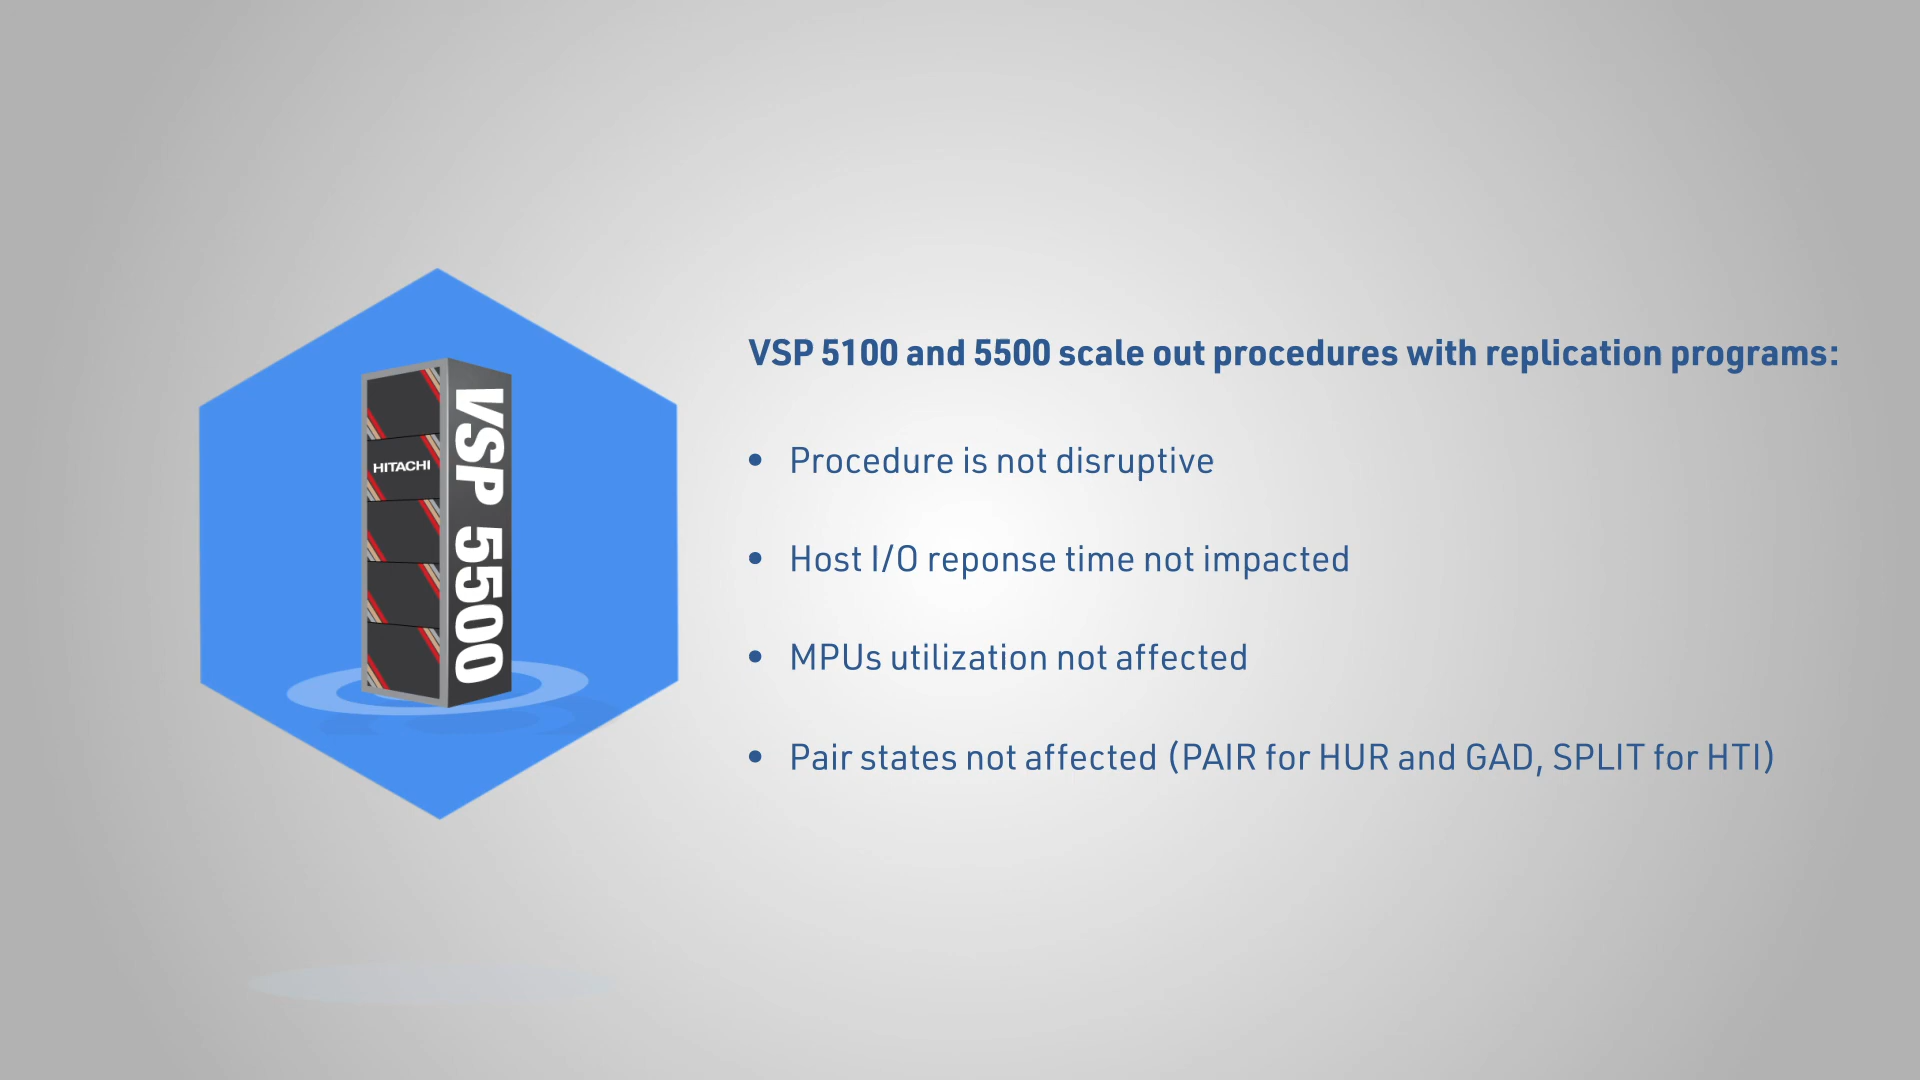 HITACHI
VSP 5500
VSP 5100 and 5500 scale out procedures with replication programs:
• Procedure is not disruptive
• Host I/O reponse time not impacted
• MPUs utilization not affected
• Pair states not affected (PAIR for HUR and GAD, SPLIT for HTI)